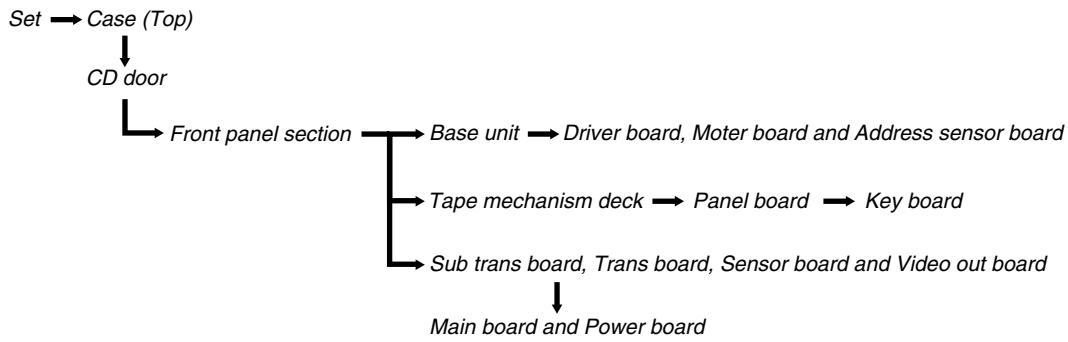 Set Case (Top)
CD door
Front panel section Base unit Driver board, Moter board and Address sensor board
Tape mechanism deck Panel board Key board
Sub trans board, Trans board, Sensor board and Video out board
Main board and Power board